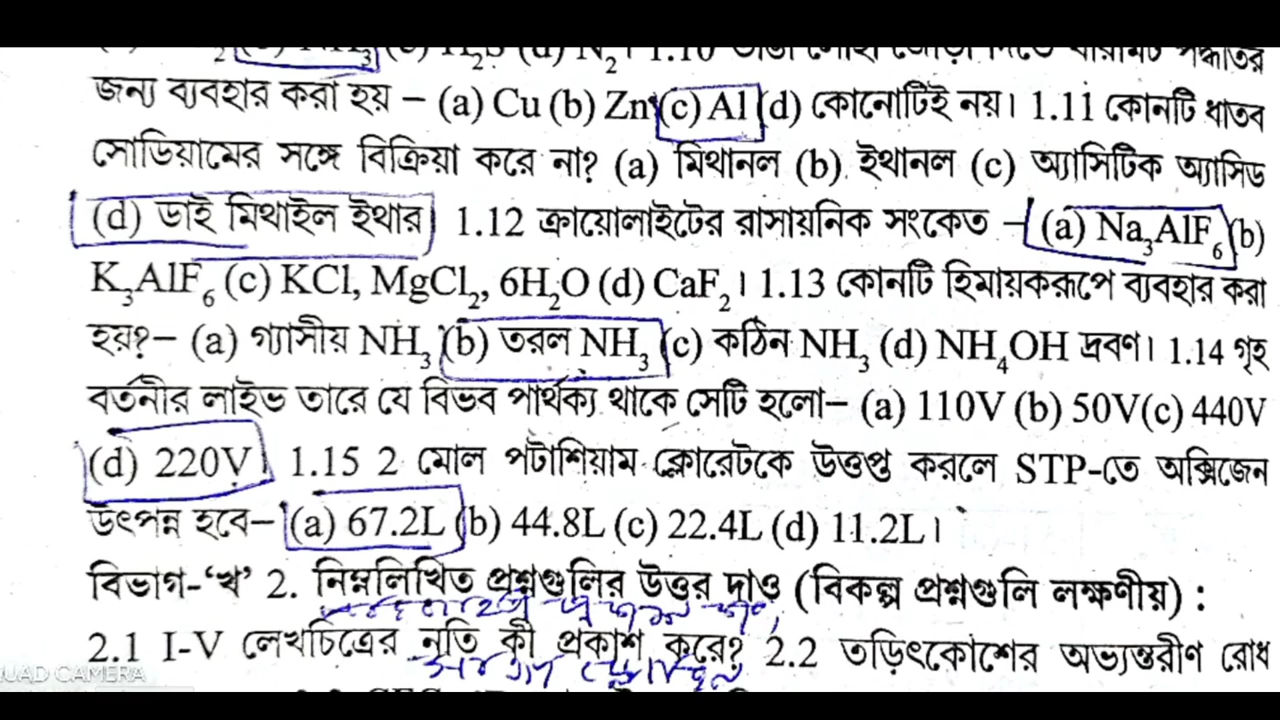 (d) N₂। 1.10
জন্য ব্যবহার করা হয় – (a) Cu (b) Zn (c) Al (d) কোনোটিই নয়। 1.11 কোনটি ধাতব
সোডিয়ামের সঙ্গে বিক্রিয়া করে না? (a) মিথানল (b) ইথানল (c) অ্যাসিটিক অ্যাসিড
(d) ডাই মিথাইল ইথার 1.12 ক্রায়োলাইটের রাসায়নিক সংকেত – (a) Na₃AlF₆ (b)
K₃AlF₆ (c) KCl, MgCl₂, 6H₂O (d) CaF₂। 1.13 কোনটি হিমায়করূপে ব্যবহার করা
হয়?– (a) গ্যাসীয় NH₃ (b) তরল NH₃ (c) কঠিন NH₃ (d) NH₄OH দ্রবণ। 1.14 গৃহ
বর্তনীর লাইভ তারে যে বিভব পার্থক্য থাকে সেটি হলো– (a) 110V (b) 50V(c) 440V
(d) 220V। 1.15 2 মোল পটাশিয়াম ক্লোরেটকে উত্তপ্ত করলে STP-তে অক্সিজেন
উৎপন্ন হবে– (a) 67.2L (b) 44.8L (c) 22.4L (d) 11.2L।
বিভাগ-‘খ’ 2. নিম্নলিখিত প্রশ্নগুলির উত্তর দাও (বিকল্প প্রশ্নগুলি লক্ষণীয়) :
2.1 I-V লেখচিত্রের নতি কী প্রকাশ করে? 2.2 তড়িৎকোশের অভ্যন্তরীণ রোধ
UAD CAMERA